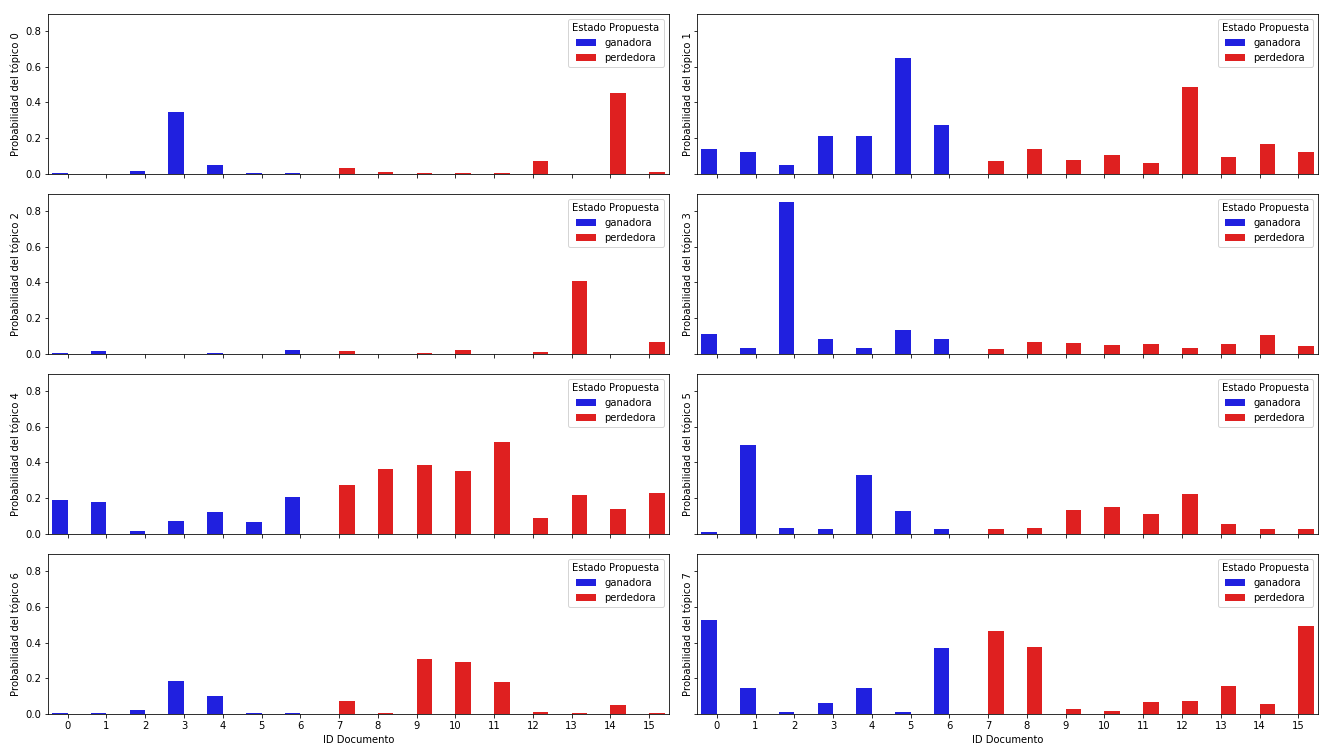 Probabilidad del tópico 0
0.8
0.6
0.4
0.2
0.0
Estado Propuesta
ganadora
perdedora
Probabilidad del tópico 1
Estado Propuesta
ganadora
perdedora
Probabilidad del tópico 2
0.8
0.6
0.4
0.2
0.0
Estado Propuesta
ganadora
perdedora
Probabilidad del tópico 3
Estado Propuesta
ganadora
perdedora
Probabilidad del tópico 4
0.8
0.6
0.4
0.2
0.0
Estado Propuesta
ganadora
perdedora
Probabilidad del tópico 5
Estado Propuesta
ganadora
perdedora
Probabilidad del tópico 6
0.8
0.6
0.4
0.2
0.0
Estado Propuesta
ganadora
perdedora
0 1 2 3 4 5 6 7 8 9 10 11 12 13 14 15
ID Documento
Probabilidad del tópico 7
Estado Propuesta
ganadora
perdedora
0 1 2 3 4 5 6 7 8 9 10 11 12 13 14 15
ID Documento